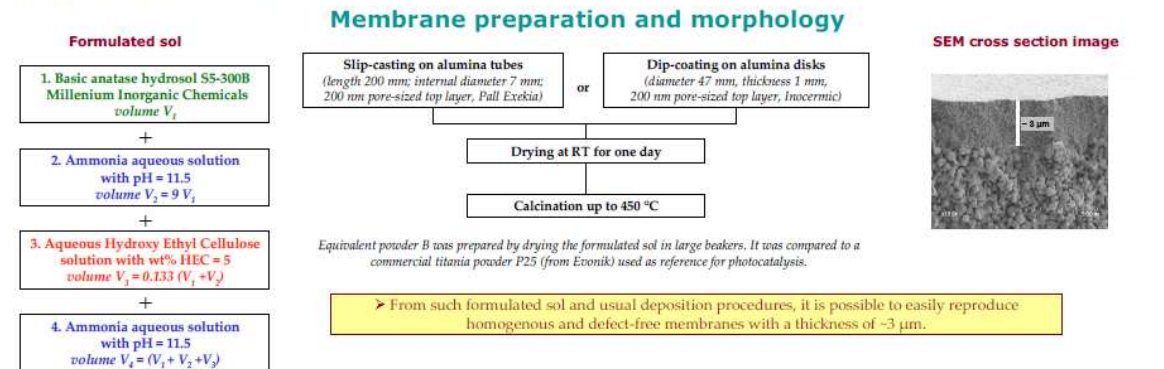 Membrane preparation and morphology
Formulated sol
1. Basic anatase hydrosol S5-300B
Millenium Inorganic Chemicals
volume V1
+
2. Ammonia aqueous solution
with pH = 11.5
volume V2 = 9 V1
+
3. Aqueous Hydroxy Ethyl Cellulose
solution with wt% HEC = 5
volume V3 = 0.133 (V1 +V2)
+
4. Ammonia aqueous solution
with pH = 11.5
volume V4 = (V1 + V2 +V3)
Slip-casting on alumina tubes
(length 200 mm; internal diameter 7 mm;
200 nm pore-sized top layer, Pall Exekia)
or
Dip-coating on alumina disks
(diameter 47 mm, thickness 1 mm,
200 nm pore-sized top layer, Inocermic)
Drying at RT for one day
Calcination up to 450 °C
Equivalent powder B was prepared by drying the formulated sol in large beakers. It was compared to a
commercial titania powder P25 (from Evonik) used as reference for photocatalysis.
➤ From such formulated sol and usual deposition procedures, it is possible to easily reproduce
homogenous and defect-free membranes with a thickness of ~3 µm.
SEM cross section image
~ 3 µm